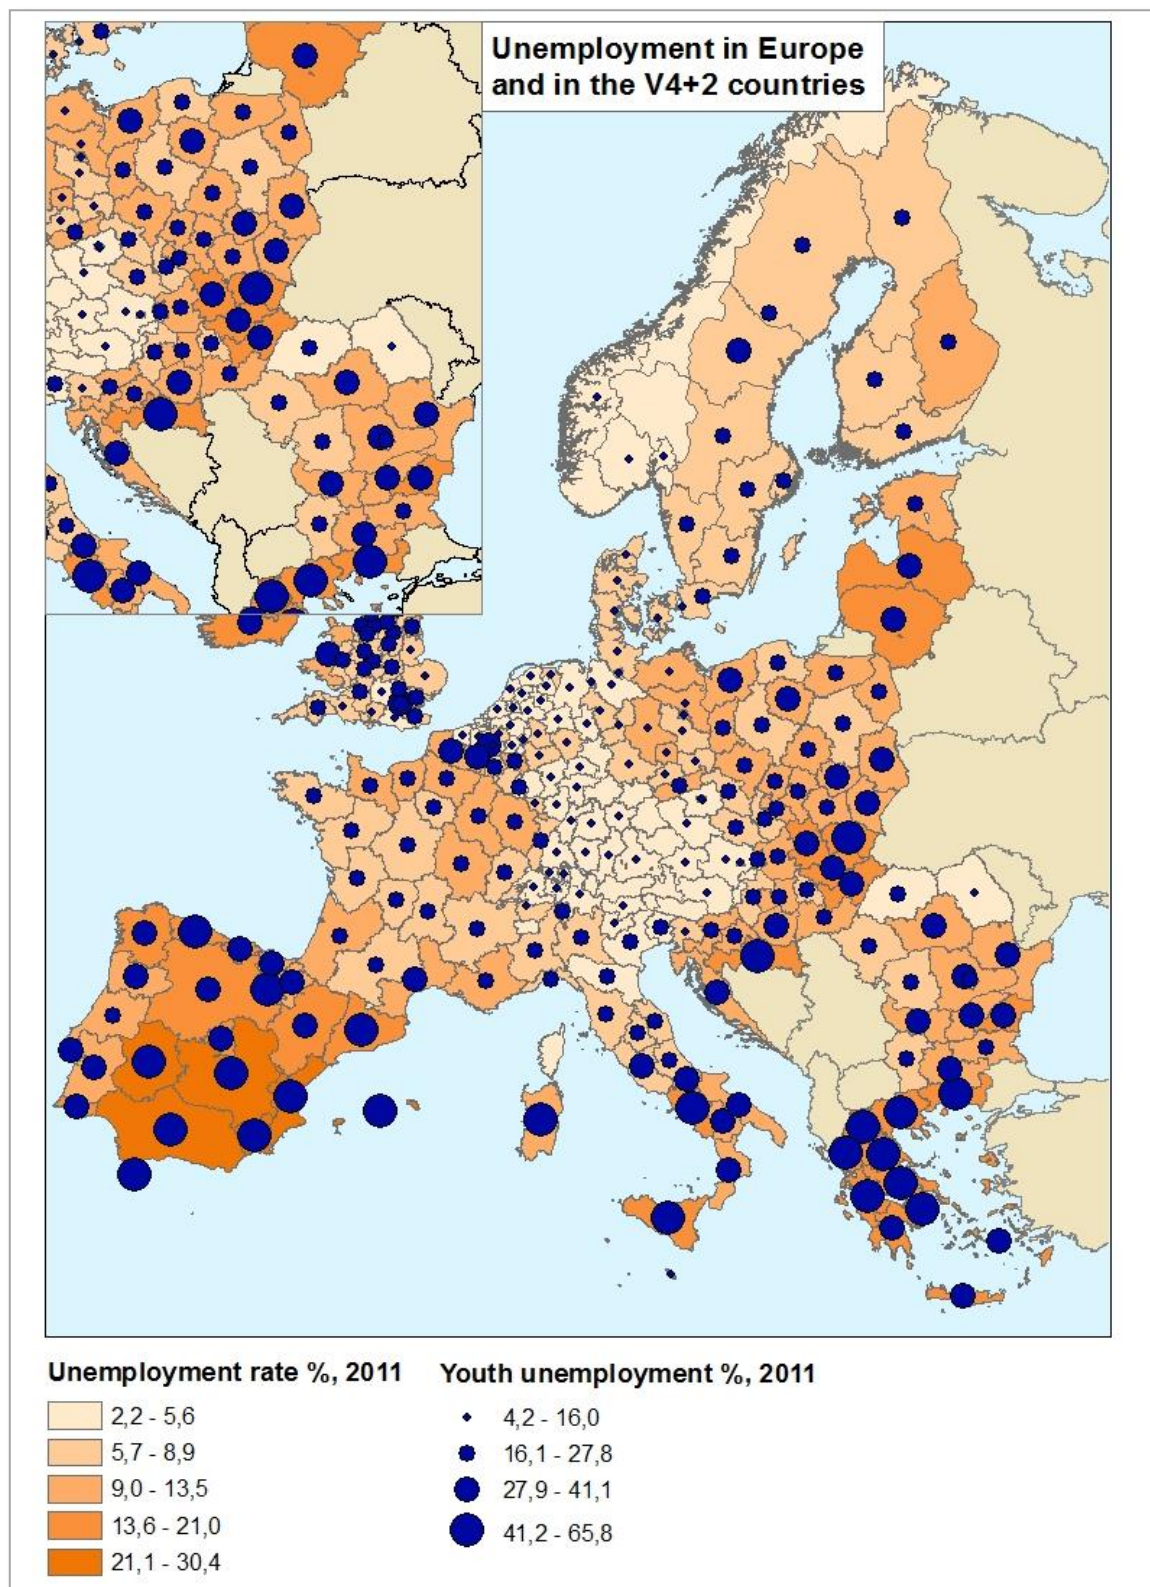 Unemployment in Europe
and in the V4+2 countries
Unemployment rate %, 2011
2,2 - 5,6
5,7 - 8,9
9,0 - 13,5
13,6 - 21,0
21,1 - 30,4
Youth unemployment %, 2011
4,2 - 16,0
16,1 - 27,8
27,9 - 41,1
41,2 - 65,8